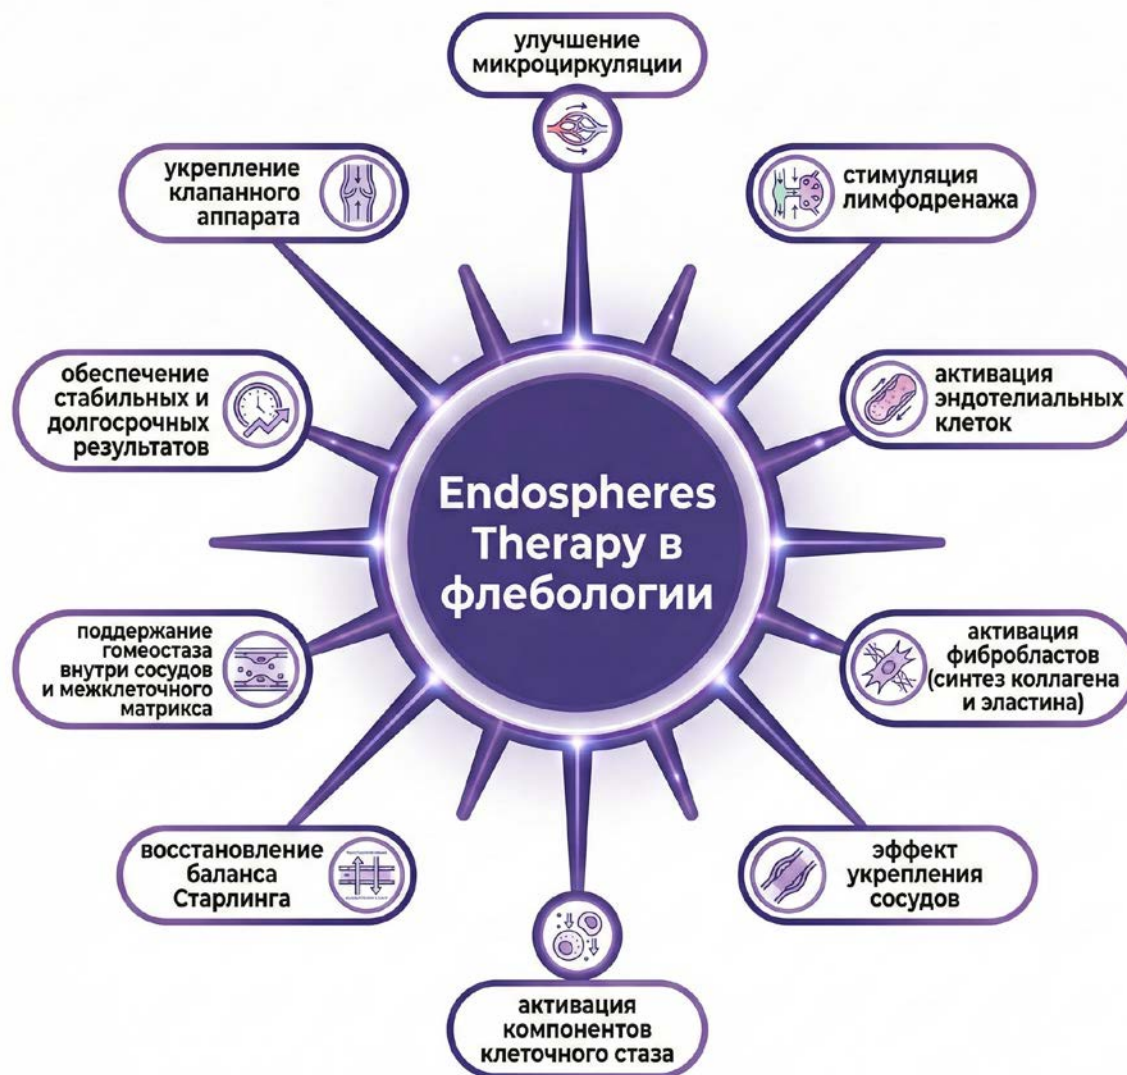 улучшение
микроциркуляции
укрепление
клапанного
аппарата
стимуляция
лимфодренажа
обеспечение
стабильных и
долгосрочных
результатов
активация
эндотелиальных
клеток
Endospheres
Therapy в
флебологии
поддержание
гомеостаза
внутри сосудов
и межклеточного
матрикса
активация
фибробластов
(синтез коллагена
и эластина)
восстановление
баланса
Старлинга
эффект
укрепления
сосудов
активация
компонентов
клеточного стаза